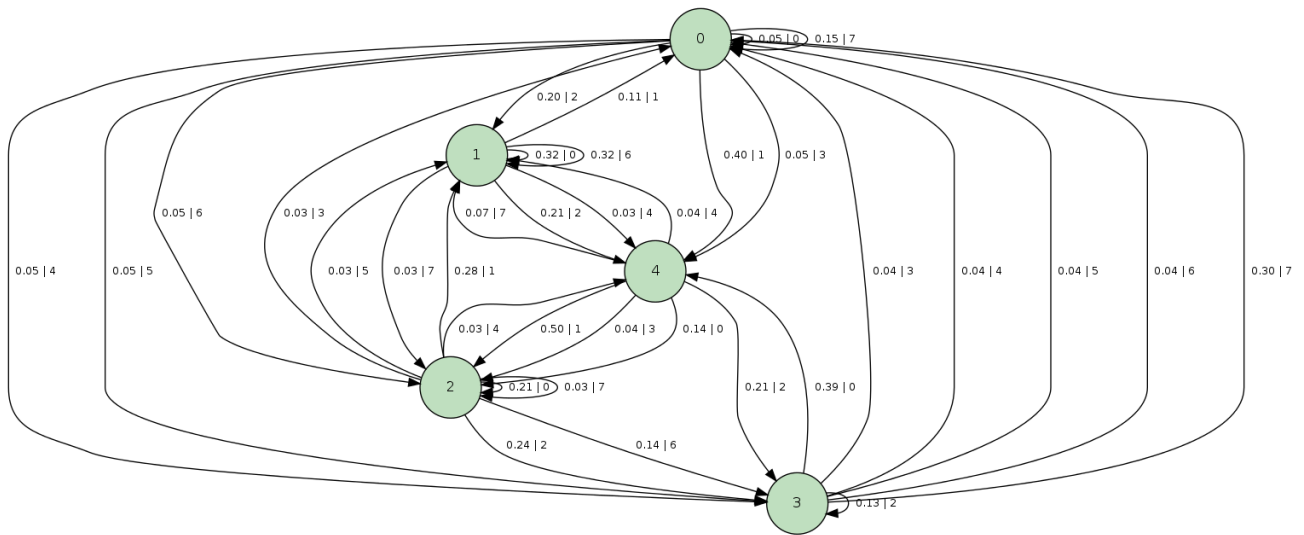 0
0.05 | 0
0.15 | 7
0.20 | 2
0.11 | 1
1
0.32 | 0
0.32 | 6
0.40 | 1
0.05 | 3
0.05 | 6
0.03 | 3
0.07 | 7
0.21 | 2
0.03 | 4
0.04 | 4
0.05 | 4
0.05 | 5
0.03 | 5
0.03 | 7
0.28 | 1
4
0.04 | 3
0.04 | 4
0.04 | 5
0.04 | 6
0.30 | 7
0.03 | 4
0.50 | 1
0.04 | 3
0.14 | 0
2
0.21 | 0
0.03 | 7
0.21 | 2
0.39 | 0
0.24 | 2
0.14 | 6
3
0.13 | 2